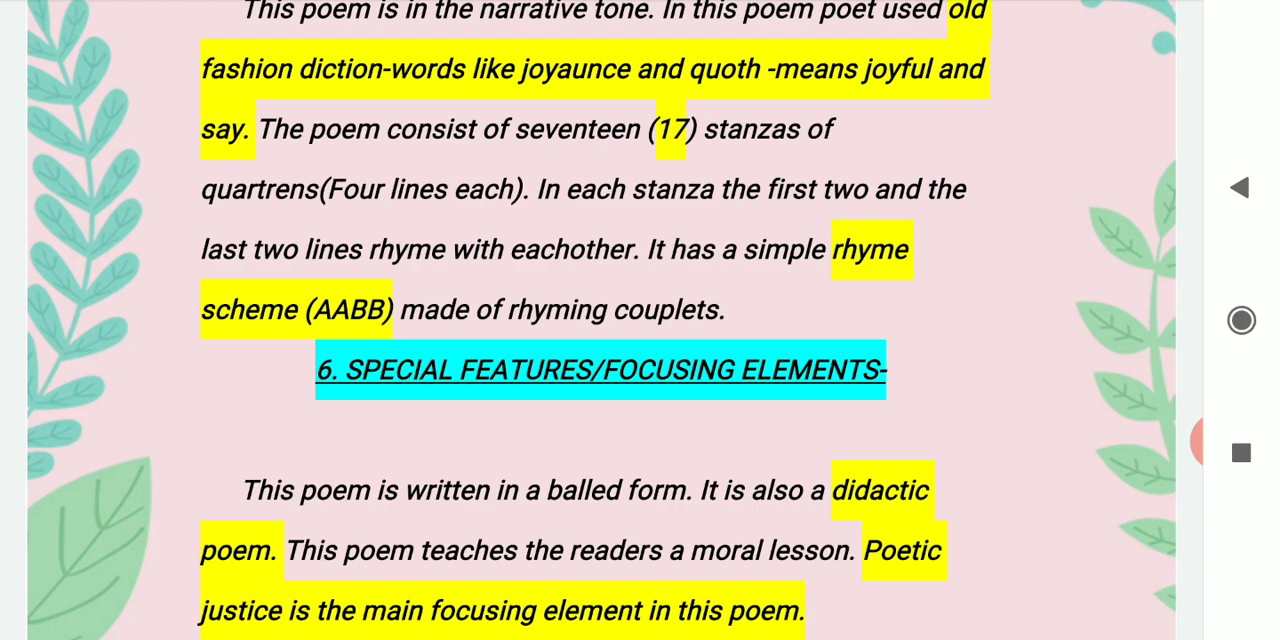 This poem is in the narrative tone. In this poem poet used old
fashion diction-words like joyaunce and quoth -means joyful and
say. The poem consist of seventeen (17) stanzas of
quartrens(Four lines each). In each stanza the first two and the
last two lines rhyme with eachother. It has a simple rhyme
scheme (AABB) made of rhyming couplets.
6. SPECIAL FEATURES/FOCUSING ELEMENTS-
This poem is written in a balled form. It is also a didactic
poem. This poem teaches the readers a moral lesson. Poetic
justice is the main focusing element in this poem.